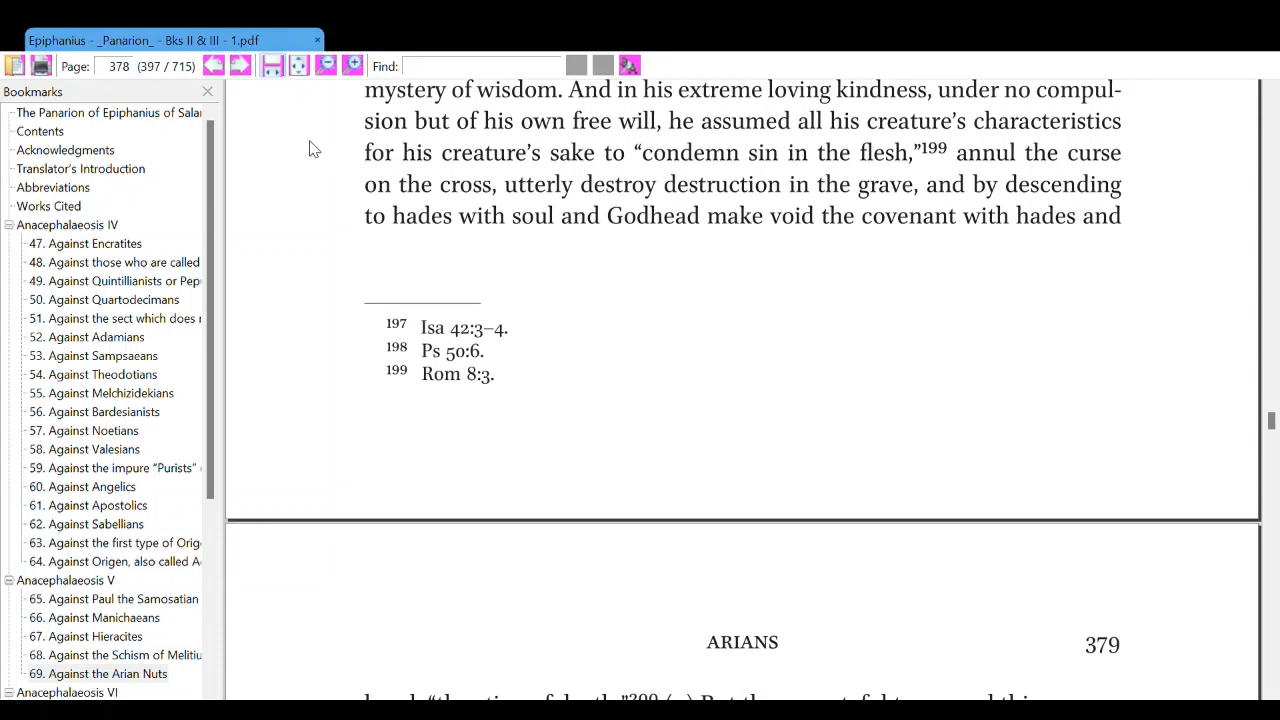 Epiphanius - _Panarion_ - Bks II & III - 1.pdf
Page: 378 (397 / 715)
Find:
Bookmarks
The Panarion of Epiphanius of Sala
Contents
Acknowledgments
Translator's Introduction
Abbreviations
Works Cited
Anacephalaeosis IV
47. Against Encratites
48. Against those who are called
49. Against Quintillianists or Pep
50. Against Quartodecimans
51. Against the sect which does
52. Against Adamians
53. Against Sampsaeans
54. Against Theodotians
55. Against Melchizidekians
56. Against Bardesianists
57. Against Noetians
58. Against Valesians
59. Against the impure “Purists”
60. Against Angelics
61. Against Apostolics
62. Against Sabellians
63. Against the first type of Orig
64. Against Origen, also called A
Anacephalaeosis V
65. Against Paul the Samosatian
66. Against Manichaeans
67. Against Hieracites
68. Against the Schism of Melitiu
69. Against the Arian Nuts
Anacephalaeosis VI
mystery of wisdom. And in his extreme loving kindness, under no compul-
sion but of his own free will, he assumed all his creature’s characteristics
for his creature’s sake to “condemn sin in the flesh,”199 annul the curse
on the cross, utterly destroy destruction in the grave, and by descending
to hades with soul and Godhead make void the covenant with hades and
197 Isa 42:3–4.
198 Ps 50:6.
199 Rom 8:3.
ARIANS 379